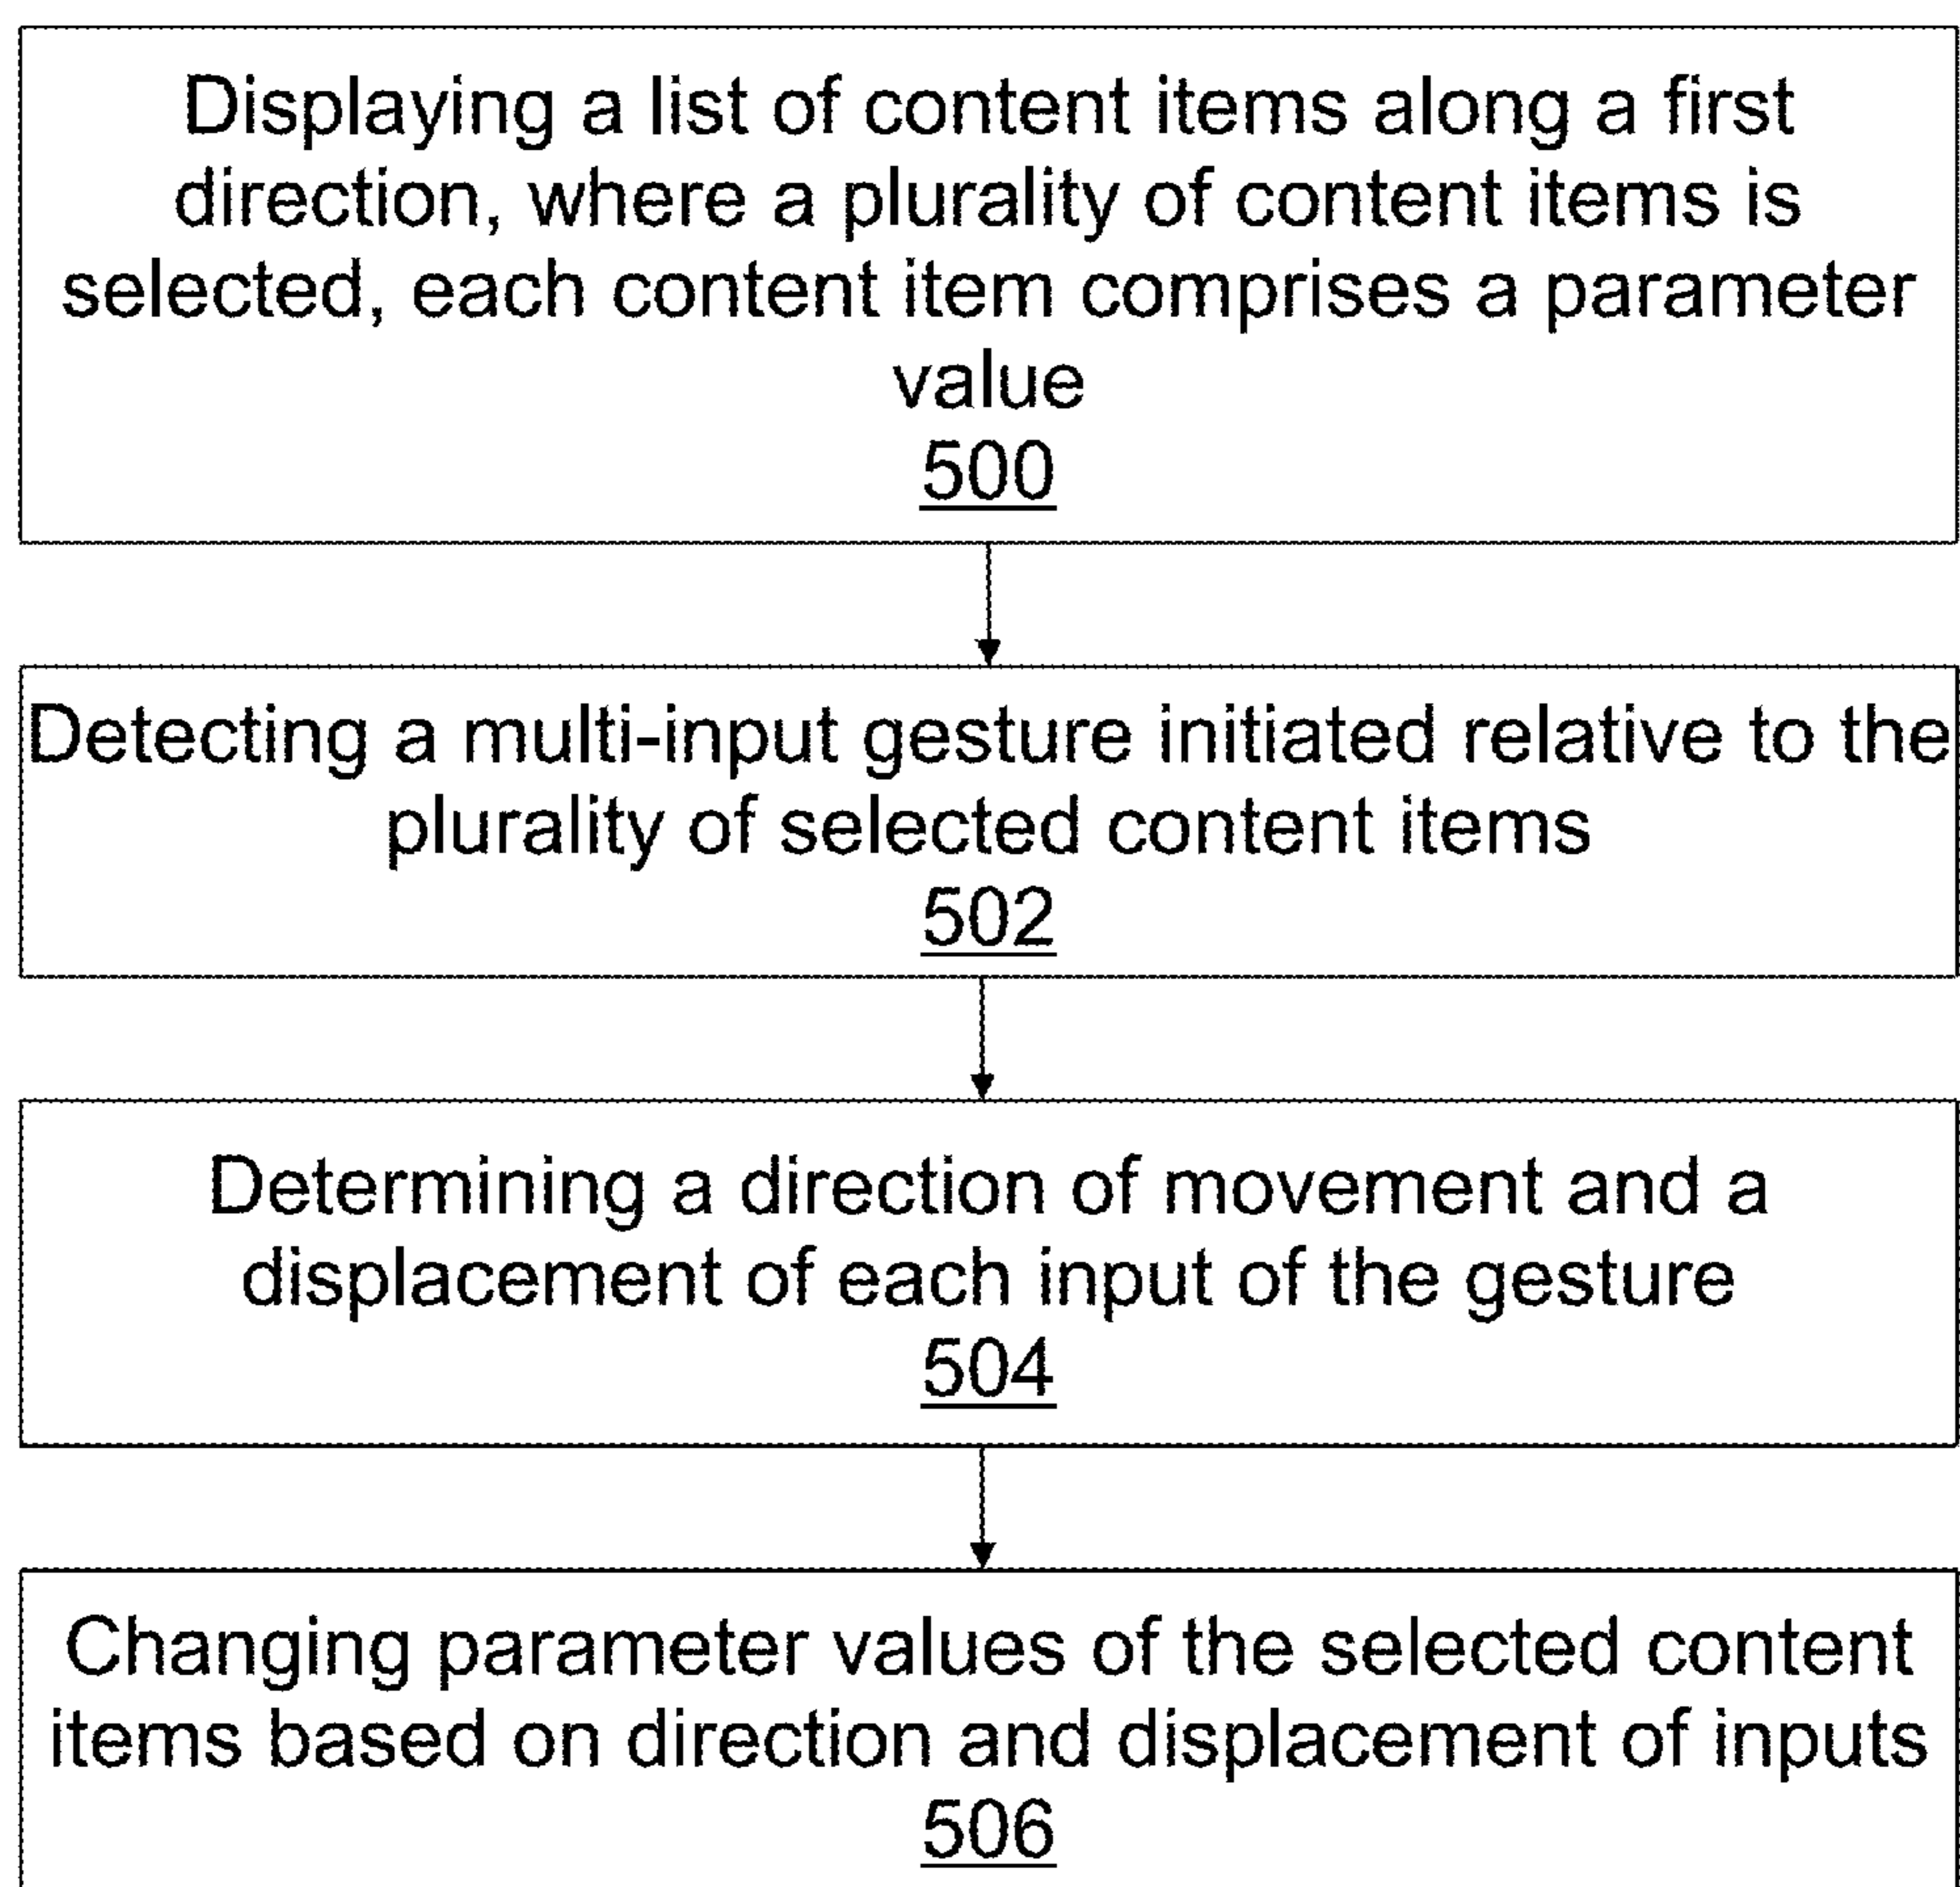 Displaying a list of content items along a first
direction, where a plurality of content items is
selected, each content item comprises a parameter
value
500
Detecting a multi-input gesture initiated relative to the
plurality of selected content items
502
Determining a direction of movement and a
displacement of each input of the gesture
504
Changing parameter values of the selected content
items based on direction and displacement of inputs
506